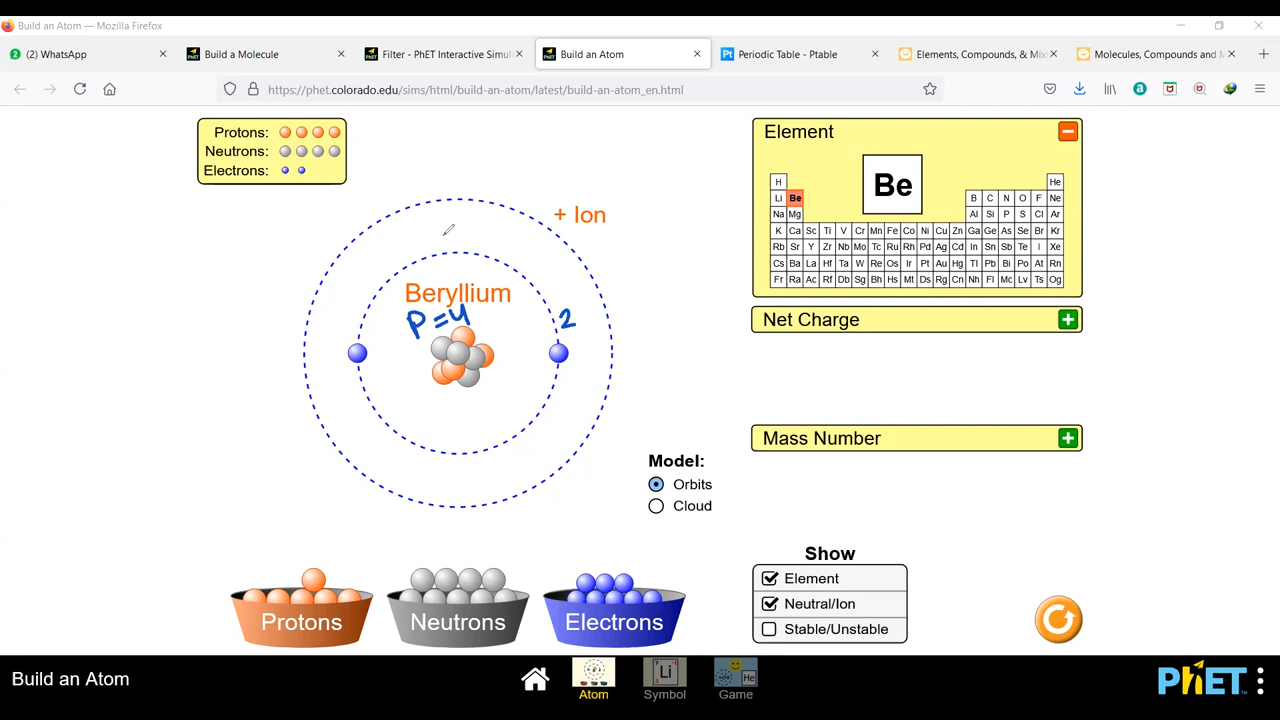 Build an Atom — Mozilla Firefox
(2) WhatsApp
Build a Molecule
Filter - PhET Interactive Simul
Build an Atom
Periodic Table - Ptable
Elements, Compounds, & Mixt
Molecules, Compounds and M
https://phet.colorado.edu/sims/html/build-an-atom/latest/build-an-atom_en.html
Protons:
Neutrons:
Electrons:
+ Ion
Beryllium
P=4
2
Element
Be
H He
Li Be B C N O F Ne
Na Mg Al Si P S Cl Ar
K Ca Sc Ti V Cr Mn Fe Co Ni Cu Zn Ga Ge As Se Br Kr
Rb Sr Y Zr Nb Mo Tc Ru Rh Pd Ag Cd In Sn Sb Te I Xe
Cs Ba La Hf Ta W Re Os Ir Pt Au Hg Tl Pb Bi Po At Rn
Fr Ra Ac Rf Db Sg Bh Hs Mt Ds Rg Cn Nh Fl Mc Lv Ts Og
Net Charge
Mass Number
Model:
Orbits
Cloud
Protons
Neutrons
Electrons
Show
Element
Neutral/Ion
Stable/Unstable
Build an Atom
Atom
Li
Symbol
He
Game
PhET